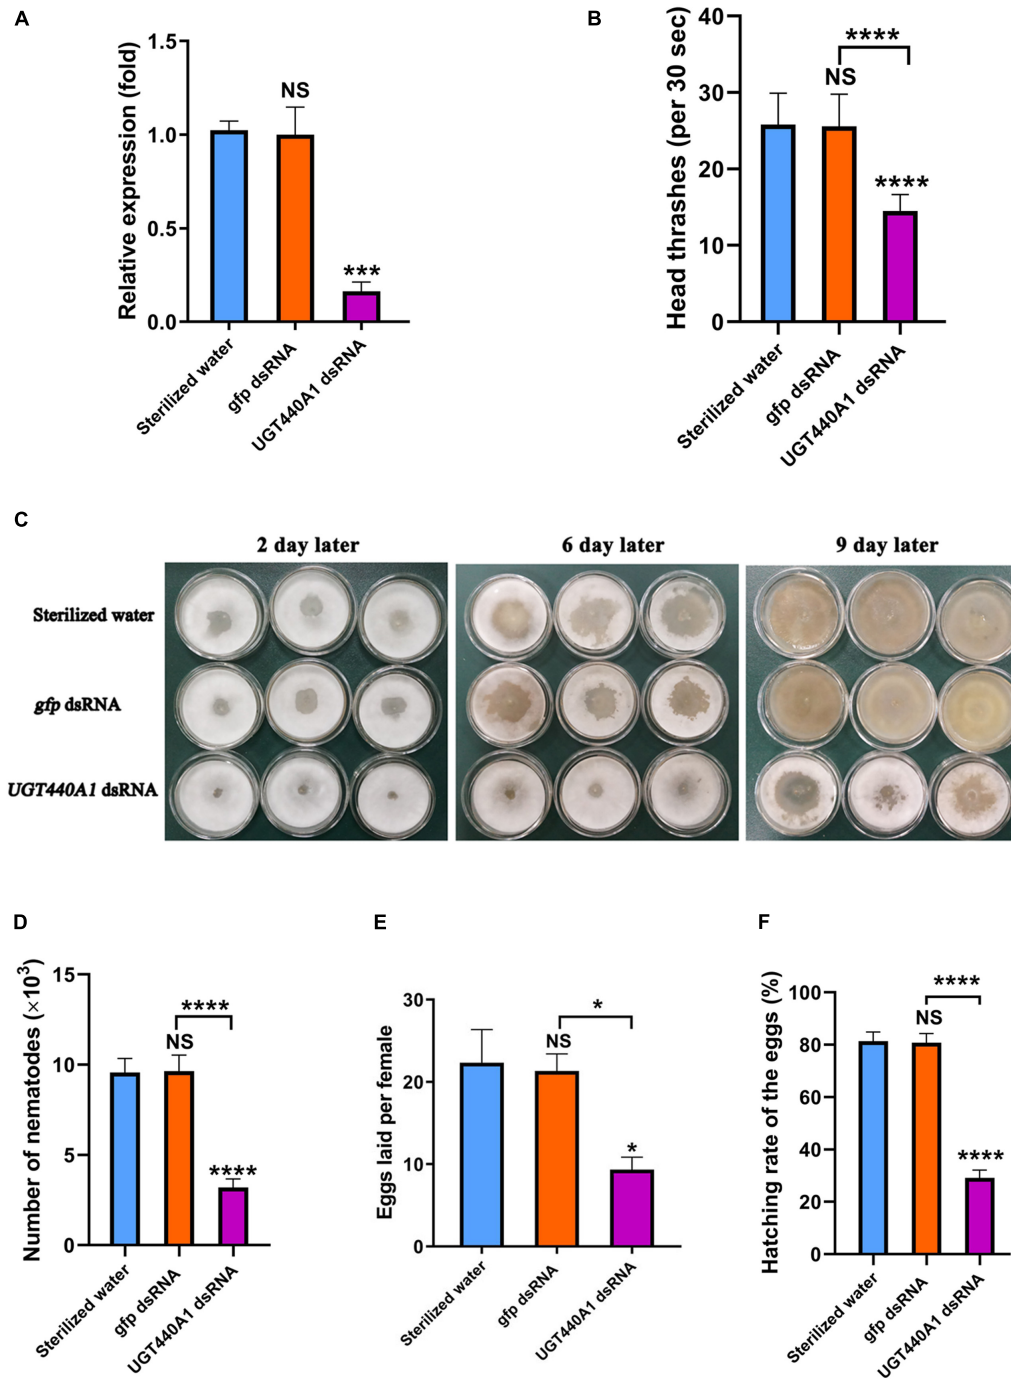 A
Relative expression (fold)
1.5
1.0
0.5
0.0
NS
***
Sterilized water
gfp dsRNA
UGT440A1 dsRNA
B
Head thrashes (per 30 sec)
40
30
20
10
0
****
NS
****
Sterilized water
gfp dsRNA
UGT440A1 dsRNA
C
2 day later
6 day later
9 day later
Sterilized water
gfp dsRNA
UGT440A1 dsRNA
D
Number of nematodes (×10³)
15
10
5
0
****
NS
****
Sterilized water
gfp dsRNA
UGT440A1 dsRNA
E
Eggs laid per female
30
20
10
0
*
NS
*
Sterilized water
gfp dsRNA
UGT440A1 dsRNA
F
Hatching rate of the eggs (%)
100
80
60
40
20
0
****
NS
****
Sterilized water
gfp dsRNA
UGT440A1 dsRNA